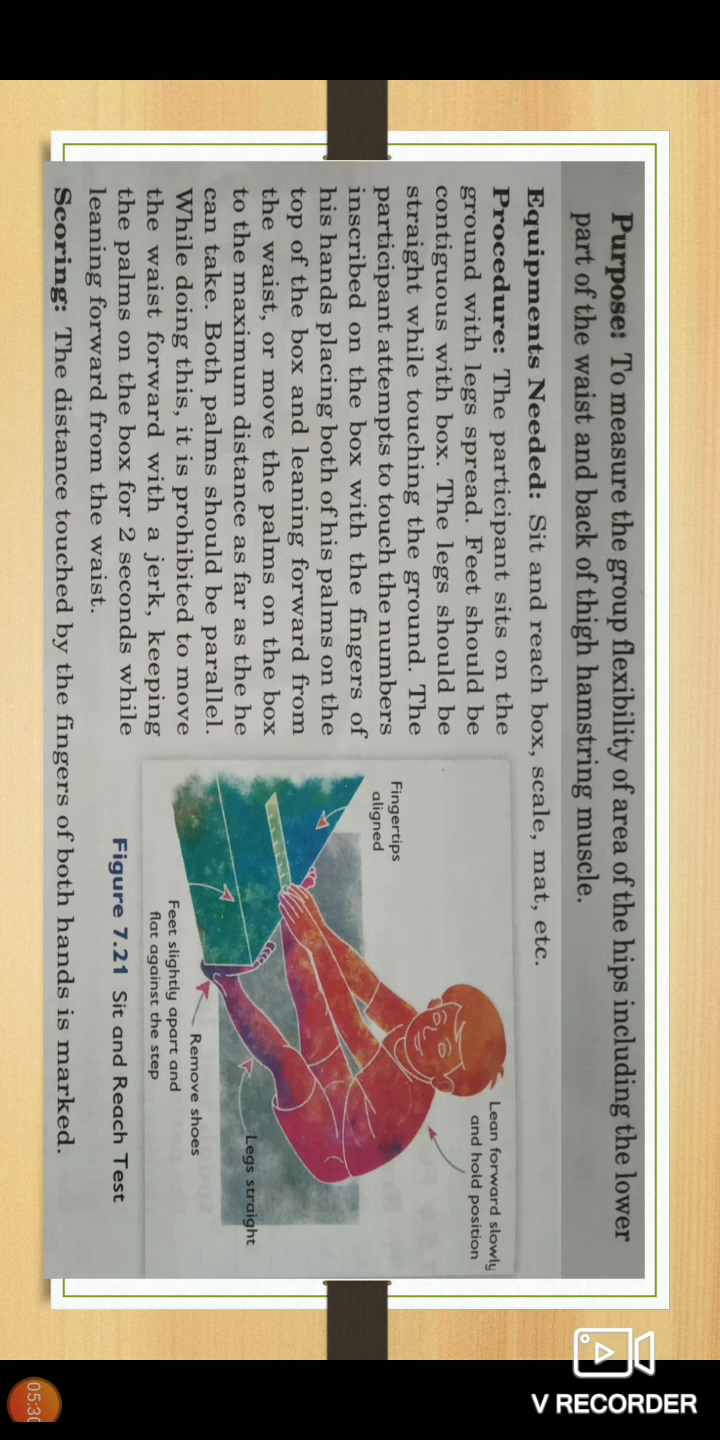 Purpose: To measure the group flexibility of area of the hips including the lower
part of the waist and back of thigh hamstring muscle.
Equipments Needed: Sit and reach box, scale, mat, etc.
Procedure: The participant sits on the
ground with legs spread. Feet should be
contiguous with box. The legs should be
straight while touching the ground. The
participant attempts to touch the numbers
inscribed on the box with the fingers of
his hands placing both of his palms on the
top of the box and leaning forward from
the waist, or move the palms on the box
to the maximum distance as far as the he
can take. Both palms should be parallel.
While doing this, it is prohibited to move
the waist forward with a jerk, keeping
the palms on the box for 2 seconds while
leaning forward from the waist.
Lean forward slowly
and hold position
Fingertips
aligned
Legs straight
Remove shoes
Feet slightly apart and
flat against the step
Figure 7.21 Sit and Reach Test
Scoring: The distance touched by the fingers of both hands is marked.
V RECORDER
05:30